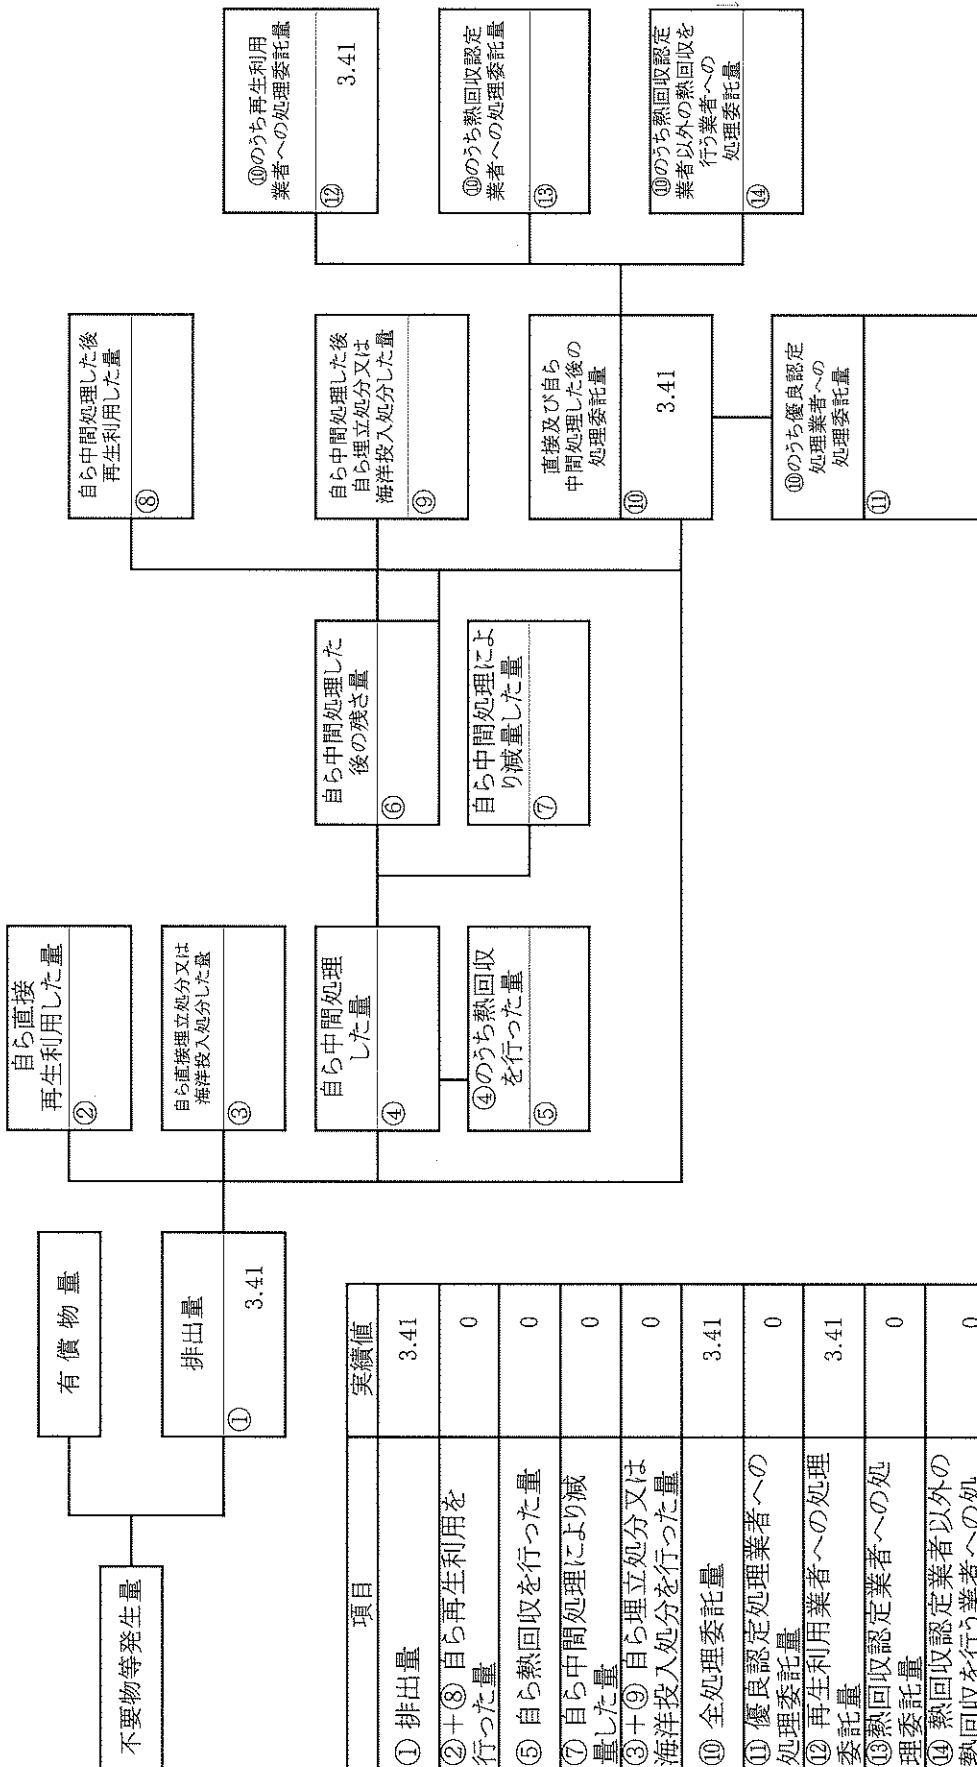 不要物等発生量
有償物量
排出量
①
3.41
自ら直接
再生利用した量
②
自ら直接埋立処分又は
海洋投入処分した量
③
自ら中間処理
した量
④
④のうち熱回収
を行った量
⑤
自ら中間処理した
後の残さ量
⑥
自ら中間処理によ
り減量した量
⑦
自ら中間処理した後
再生利用した量
⑧
自ら中間処理した後
自ら埋立処分又は
海洋投入処分した量
⑨
直接及び自ら
中間処理した後の
処理委託量
⑩
3.41
⑩のうち優良認定
処理業者への
処理委託量
⑪
⑩のうち再生利用
業者への処理委託量
⑫
3.41
⑩のうち熱回収認定
業者への処理委託量
⑬
⑩のうち熱回収認定
業者以外の熱回収を
行う業者への
処理委託量
⑭
項目 実績値
① 排出量 3.41
②+⑧ 自ら再生利用を
行った量 0
⑤ 自ら熱回収を行った量 0
⑦ 自ら中間処理により減
量した量 0
③+⑨ 自ら埋立処分又は
海洋投入処分を行った量 0
⑩ 全処理委託量 3.41
⑪ 優良認定処理業者への
処理委託量 0
⑫ 再生利用業者への処理
委託量 3.41
⑬熱回収認定業者への処
理委託量 0
⑭ 熱回収認定業者以外の
熱回収を行う業者への処 0